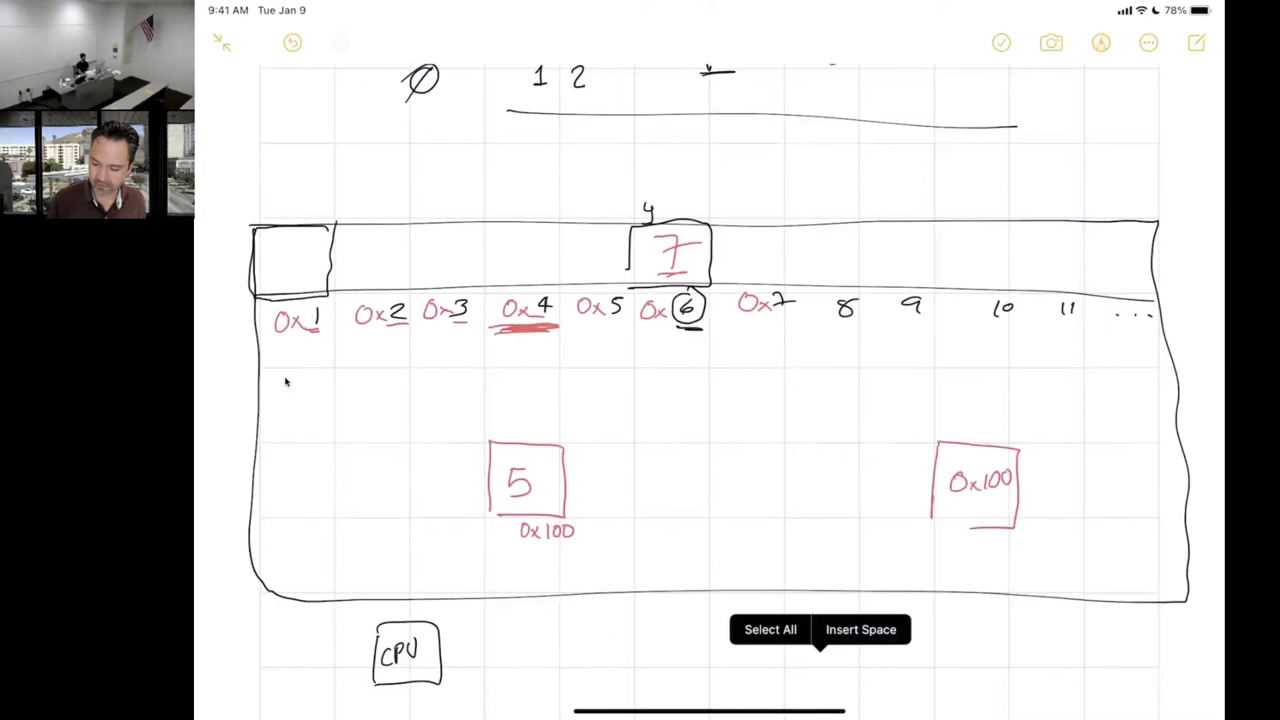 9:41 AM Tue Jan 9
78%
0 1 2
y
7
0x1 0x2 0x3 0x4 0x5 0x6 0x7 8 9 10 11 ...
5
0x100
0x100
Select All Insert Space
CPU